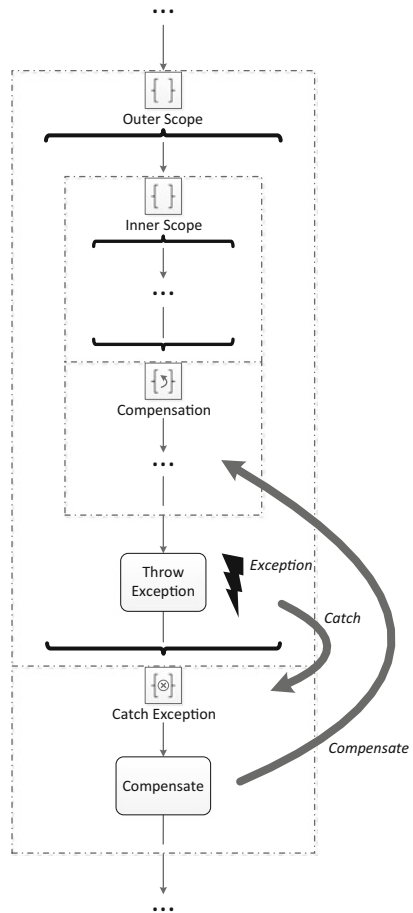 ...
Outer Scope
Inner Scope
...
Compensation
...
Throw
Exception
Exception
Catch
Catch Exception
Compensate
Compensate
...